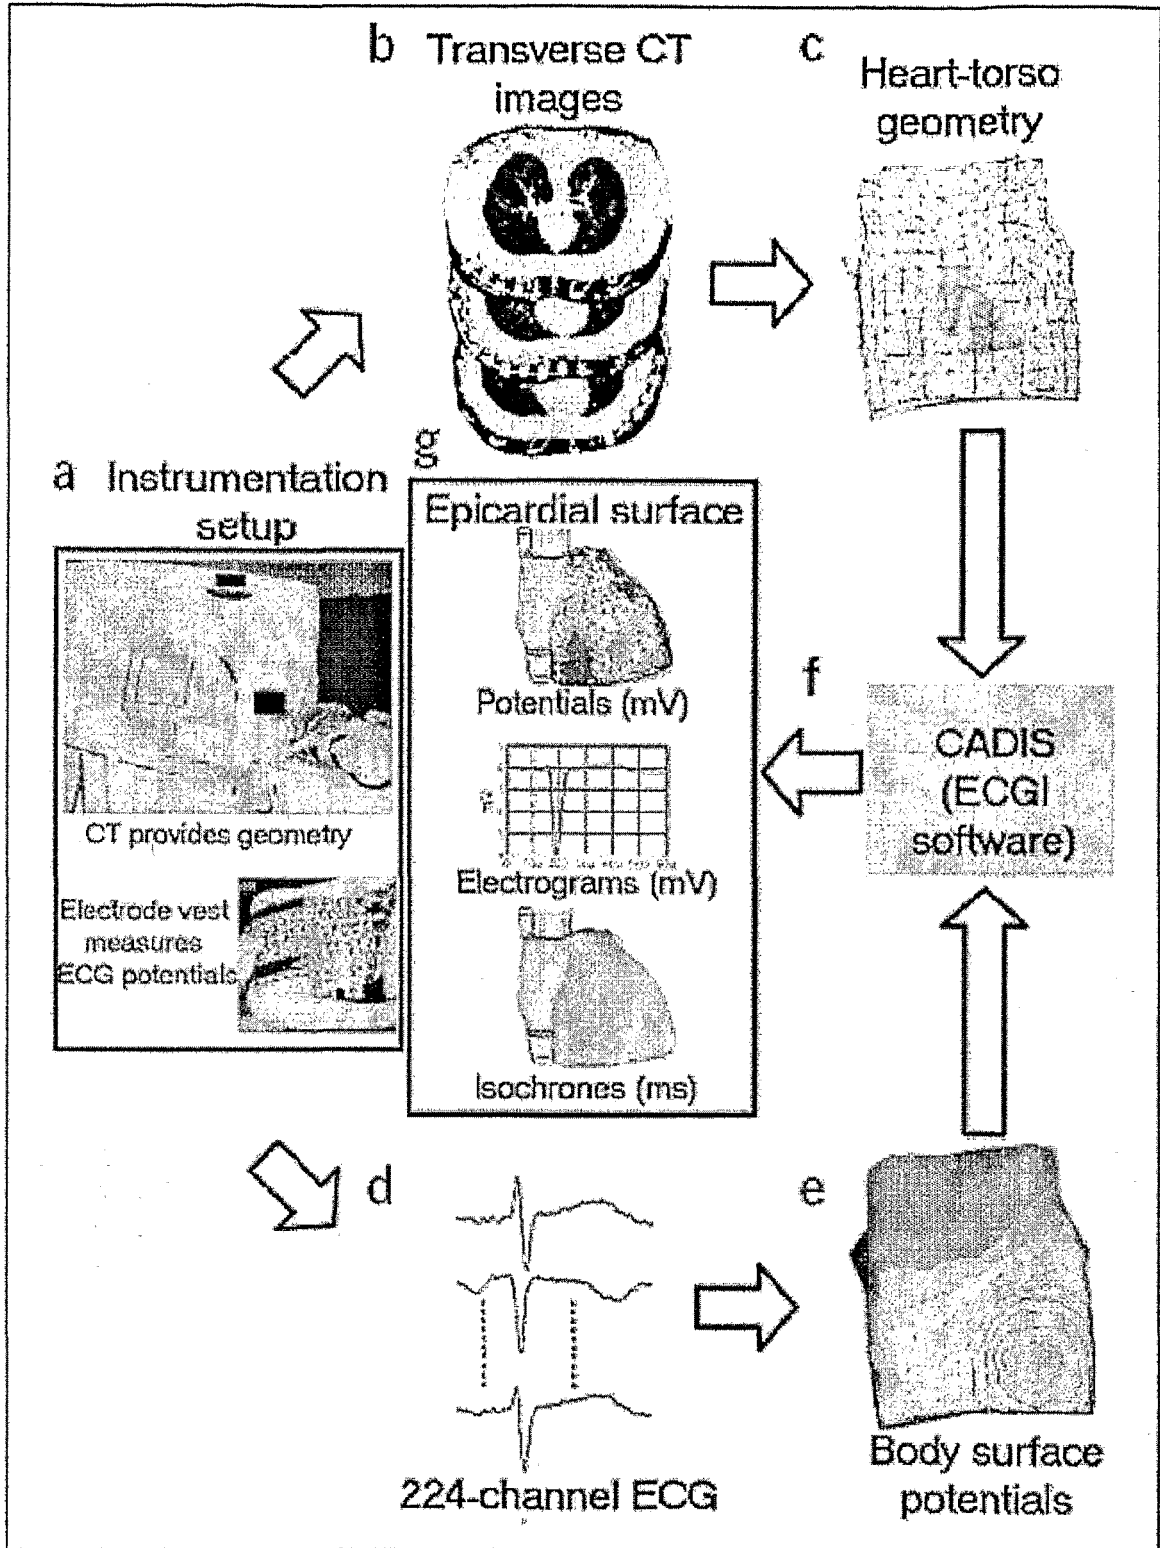 b Transverse CT
images
c
Heart-torso
geometry
a Instrumentation
setup
CT provides geometry
Electrode vest
measures
ECG potentials
g
Epicardial surface
Potentials (mV)
Electrograms (mV)
Isochrones (ms)
f
CADIS
(ECGI
software)
d
224-channel ECG
e
Body surface
potentials